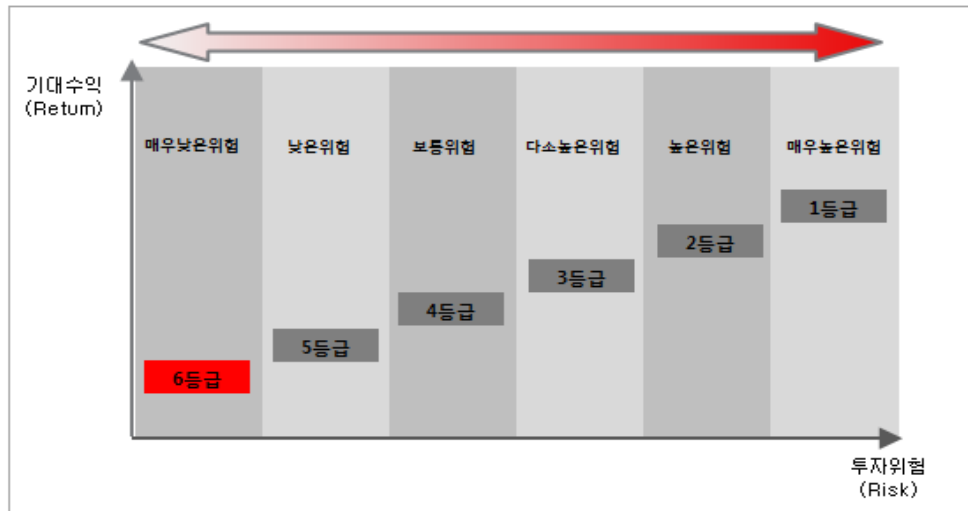 기대수익
(Return)
매우낮은위험
낮은위험
보통위험
다소높은위험
높은위험
매우높은위험
1등급
2등급
3등급
4등급
5등급
6등급
투자위험
(Risk)